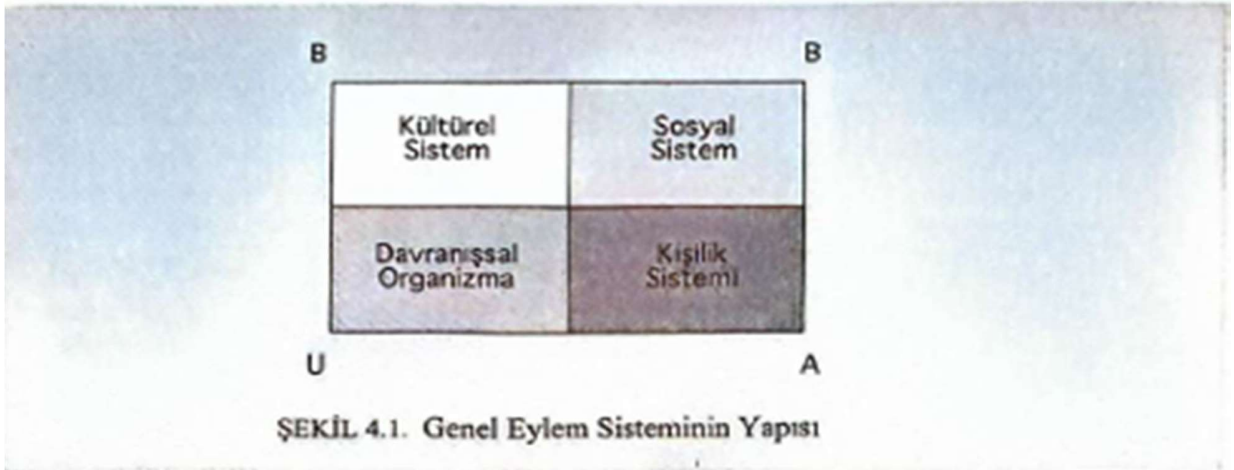 B B
Kültürel Sosyal
Sistem Sistem
Davranışsal Kişilik
Organizma Sistemi
U A
ŞEKİL 4.1. Genel Eylem Sisteminin Yapısı